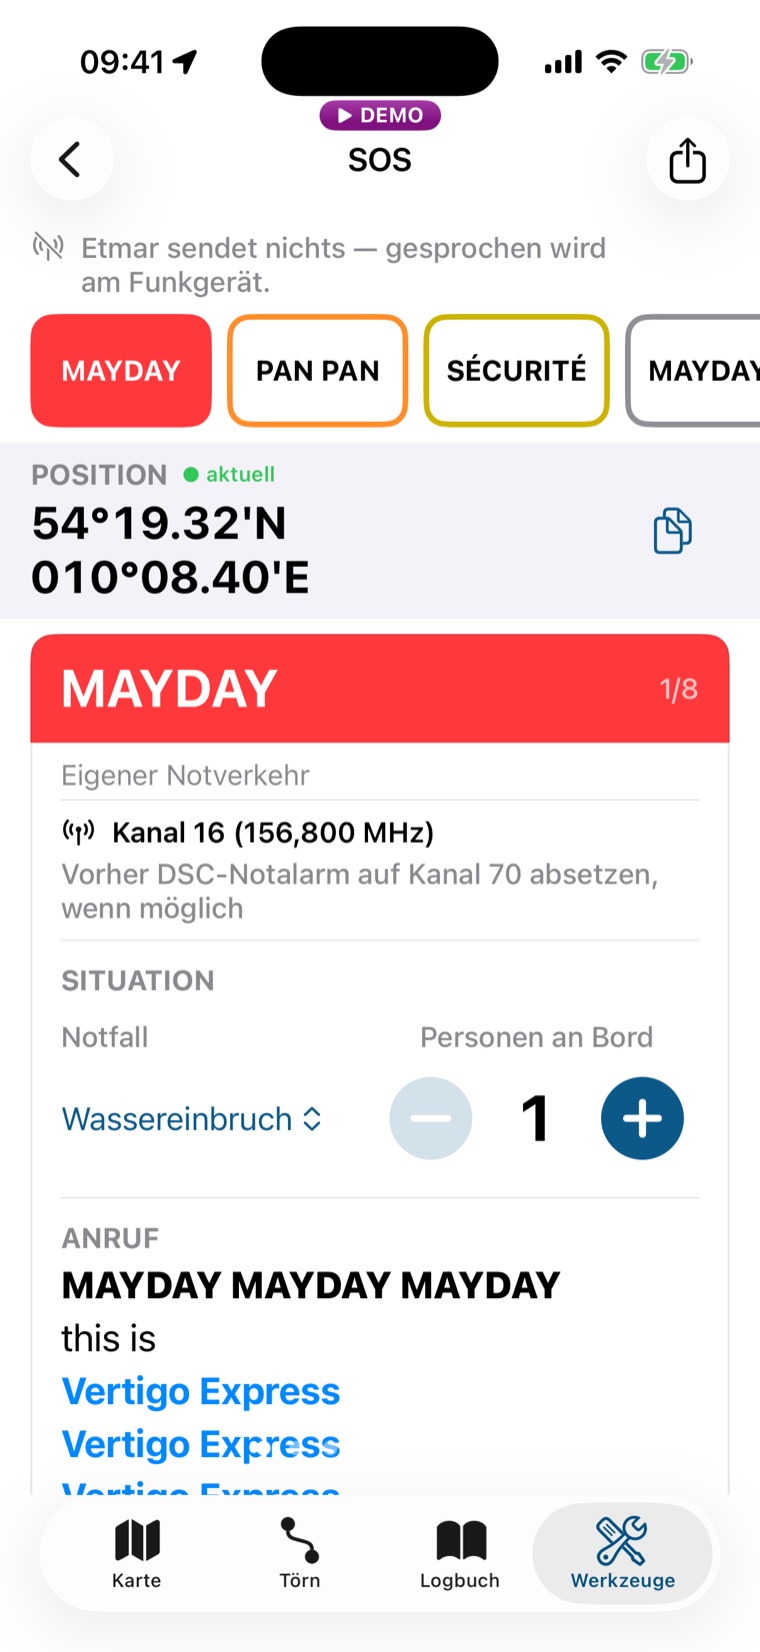 09:41
DEMO
SOS
Etmar sendet nichts — gesprochen wird
am Funkgerät.
MAYDAY
PAN PAN
SÉCURITÉ
MAYDAY
POSITION
aktuell
54°19.32'N
010°08.40'E
MAYDAY
1/8
Eigener Notverkehr
Kanal 16 (156,800 MHz)
Vorher DSC-Notalarm auf Kanal 70 absetzen,
wenn möglich
SITUATION
Notfall
Personen an Bord
Wassereinbruch
1
ANRUF
MAYDAY MAYDAY MAYDAY
this is
Vertigo Express
Vertigo Express
Vertigo Express
Karte
Törn
Logbuch
Werkzeuge